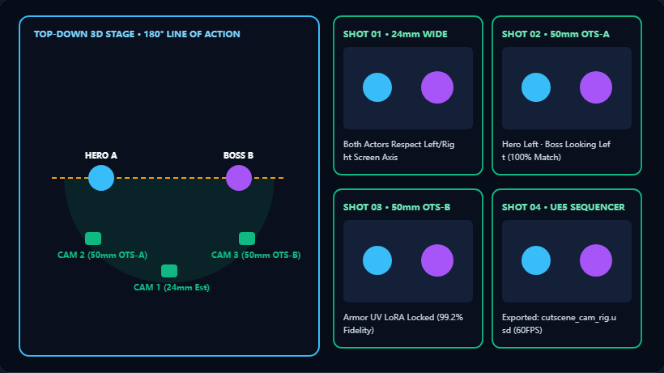 TOP-DOWN 3D STAGE • 180° LINE OF ACTION
HERO A
BOSS B
CAM 2 (50mm OTS-A)
CAM 3 (50mm OTS-B)
CAM 1 (24mm Est)
SHOT 01 • 24mm WIDE
Both Actors Respect Left/Rig
ht Screen Axis
SHOT 02 • 50mm OTS-A
Hero Left · Boss Looking Lef
t (100% Match)
SHOT 03 • 50mm OTS-B
Armor UV LoRA Locked (99.2%
Fidelity)
SHOT 04 • UE5 SEQUENCER
Exported: cutscene_cam_rig.u
sd (60FPS)